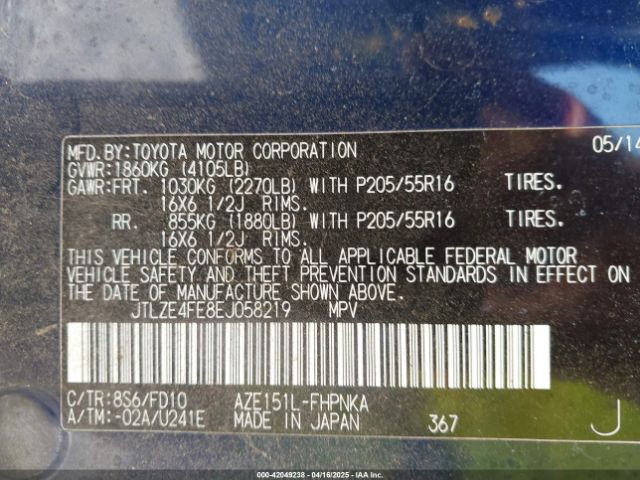 MFD.BY:TOYOTA MOTOR CORPORATION 05/14
GVWR:1860KG (4105LB)
GAWR:FRT. 1030KG (2270LB) WITH P205/55R16 TIRES.
16X6 1/2J RIMS.
RR. 855KG (1880LB) WITH P205/55R16 TIRES.
16X6 1/2J RIMS.
THIS VEHICLE CONFORMS TO ALL APPLICABLE FEDERAL MOTOR
VEHICLE SAFETY AND THEFT PREVENTION STANDARDS IN EFFECT ON
THE DATE OF MANUFACTURE SHOWN ABOVE.
JTLZE4FE8EJ058219 MPV
C/TR:8S6/FD10 AZE151L-FHPNKA
A/TM:-02A/U241E MADE IN JAPAN 367 J
000-42049238 - 04/16/2025 - IAAI.COM